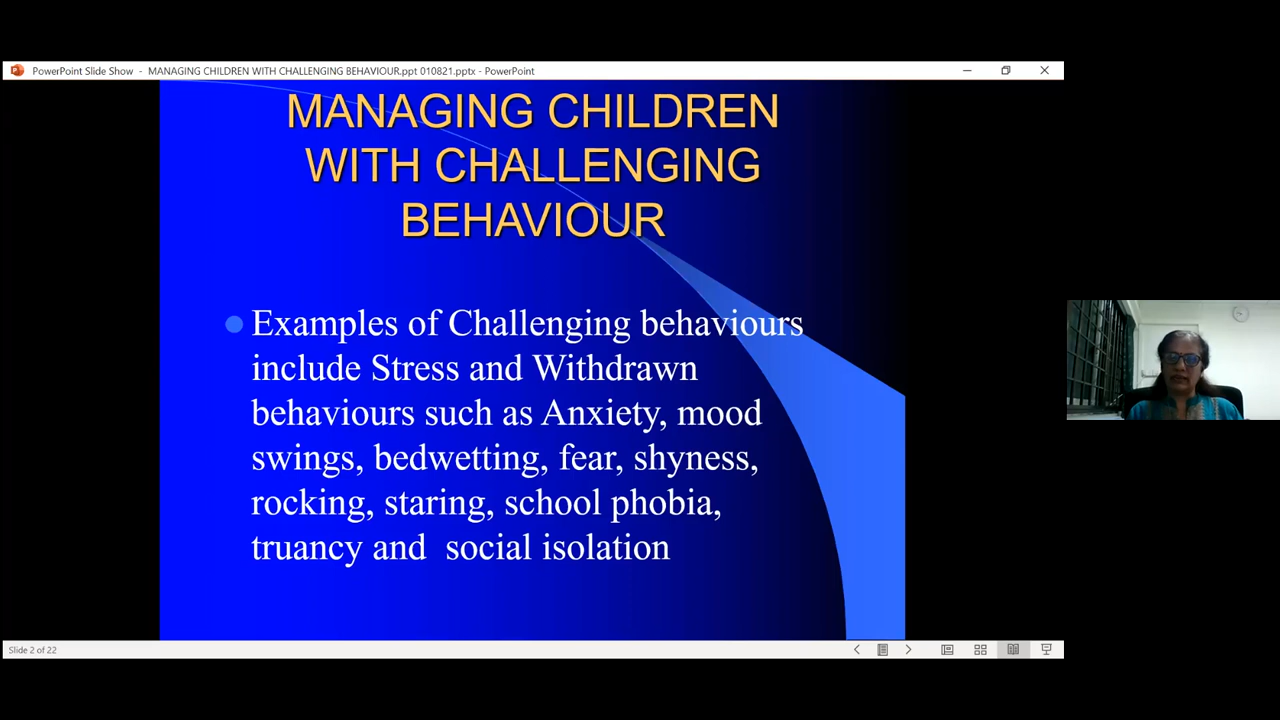 PowerPoint Slide Show - MANAGING CHILDREN WITH CHALLENGING BEHAVIOUR.ppt 010821.pptx - PowerPoint
MANAGING CHILDREN
WITH CHALLENGING
BEHAVIOUR
Examples of Challenging behaviours
include Stress and Withdrawn
behaviours such as Anxiety, mood
swings, bedwetting, fear, shyness,
rocking, staring, school phobia,
truancy and  social isolation
Slide 2 of 22